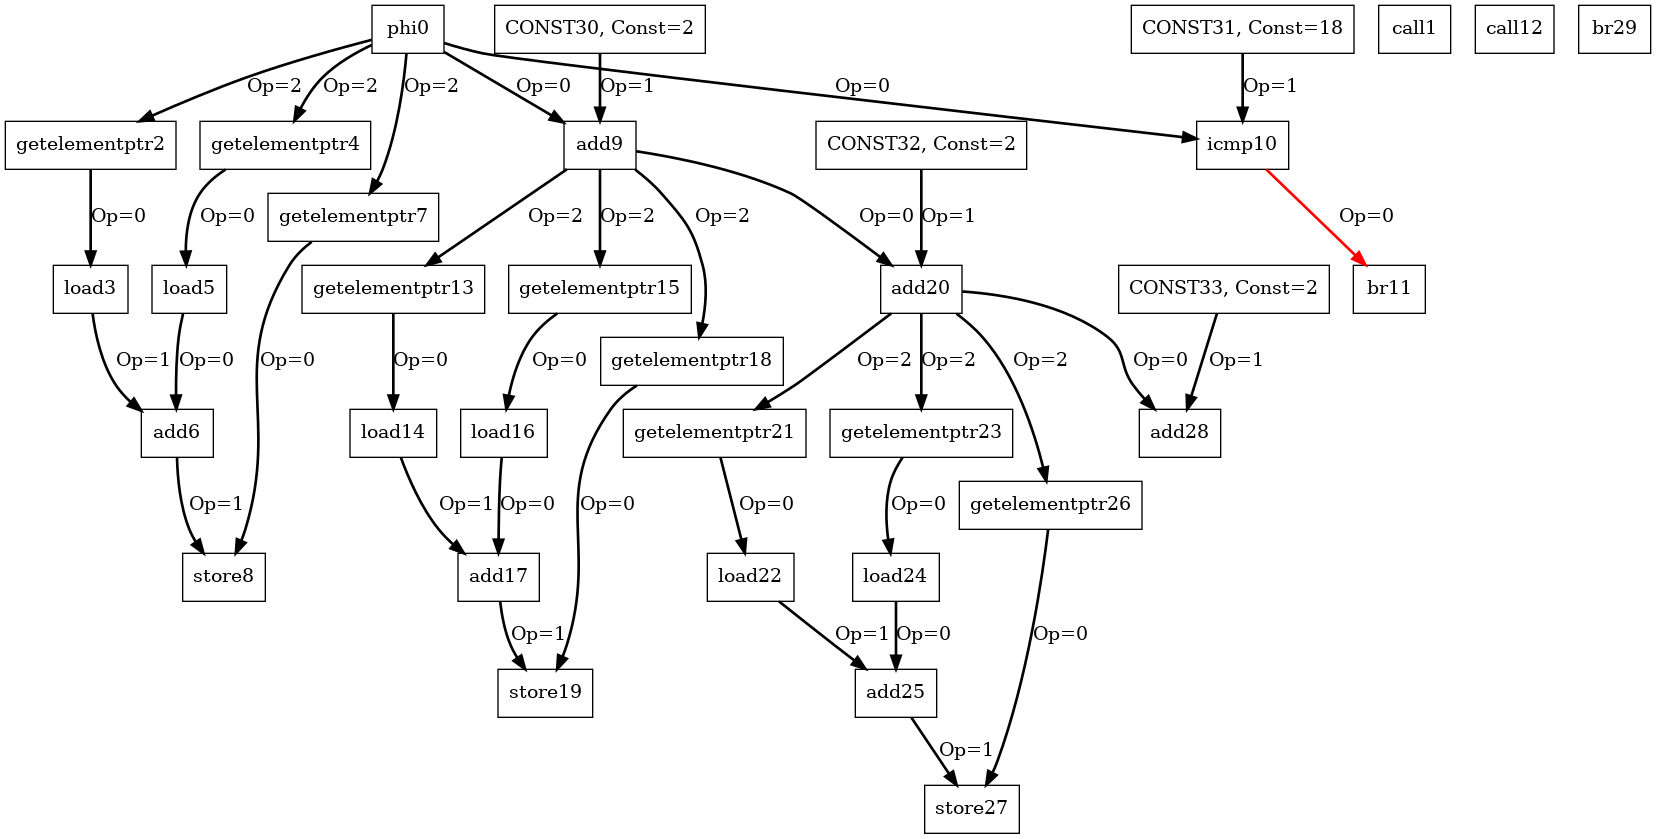 phi0
CONST30, Const=2
CONST31, Const=18
call1
call12
br29
Op=2
Op=2
Op=2
Op=0
Op=1
Op=0
Op=1
getelementptr2
getelementptr4
add9
CONST32, Const=2
icmp10
getelementptr7
Op=0
Op=0
Op=2
Op=2
Op=2
Op=0
Op=1
Op=0
load3
load5
getelementptr13
getelementptr15
add20
CONST33, Const=2
br11
Op=1
Op=0
Op=0
Op=0
Op=0
getelementptr18
Op=2
Op=2
Op=2
Op=0
Op=1
add6
load14
load16
getelementptr21
getelementptr23
add28
Op=1
Op=1
Op=0
Op=0
Op=0
Op=0
getelementptr26
store8
add17
load22
load24
Op=1
Op=1
Op=0
Op=0
store19
add25
Op=1
store27